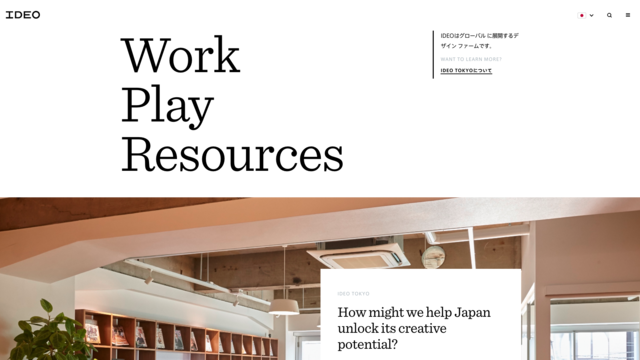 IDEO
Work
Play
Resources
IDEOはグローバル に展開するデ
ザイン ファームです。
WANT TO LEARN MORE?
IDEO TOKYOについて
IDEO TOKYO
How might we help Japan
unlock its creative
potential?